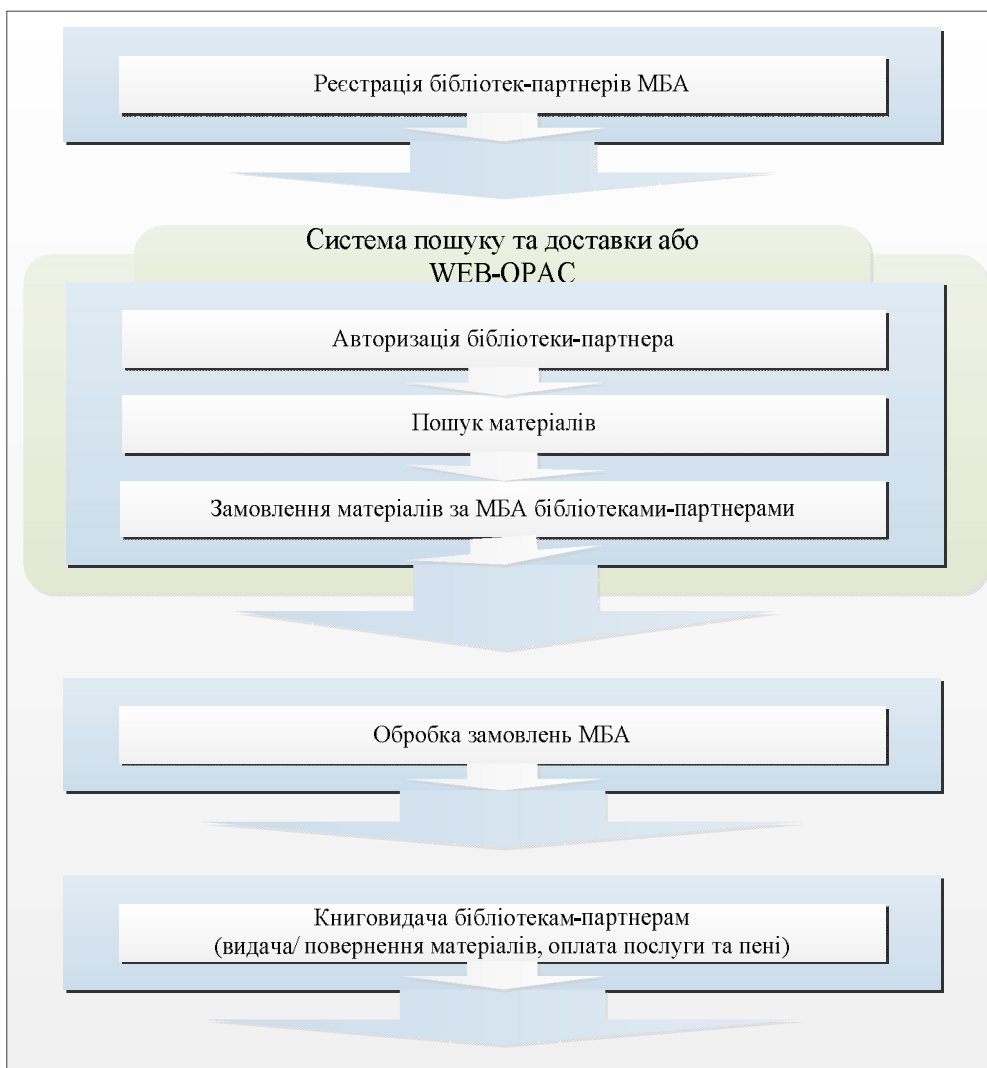 Реєстрація бібліотек-партнерів МБА
Система пошуку та доставки або
WEB-OPAC
Авторизація бібліотеки-партнера
Пошук матеріалів
Замовлення матеріалів за МБА бібліотеками-партнерами
Обробка замовлень МБА
Книговидача бібліотекам-партнерам
(видача/ повернення матеріалів, оплата послуги та пені)